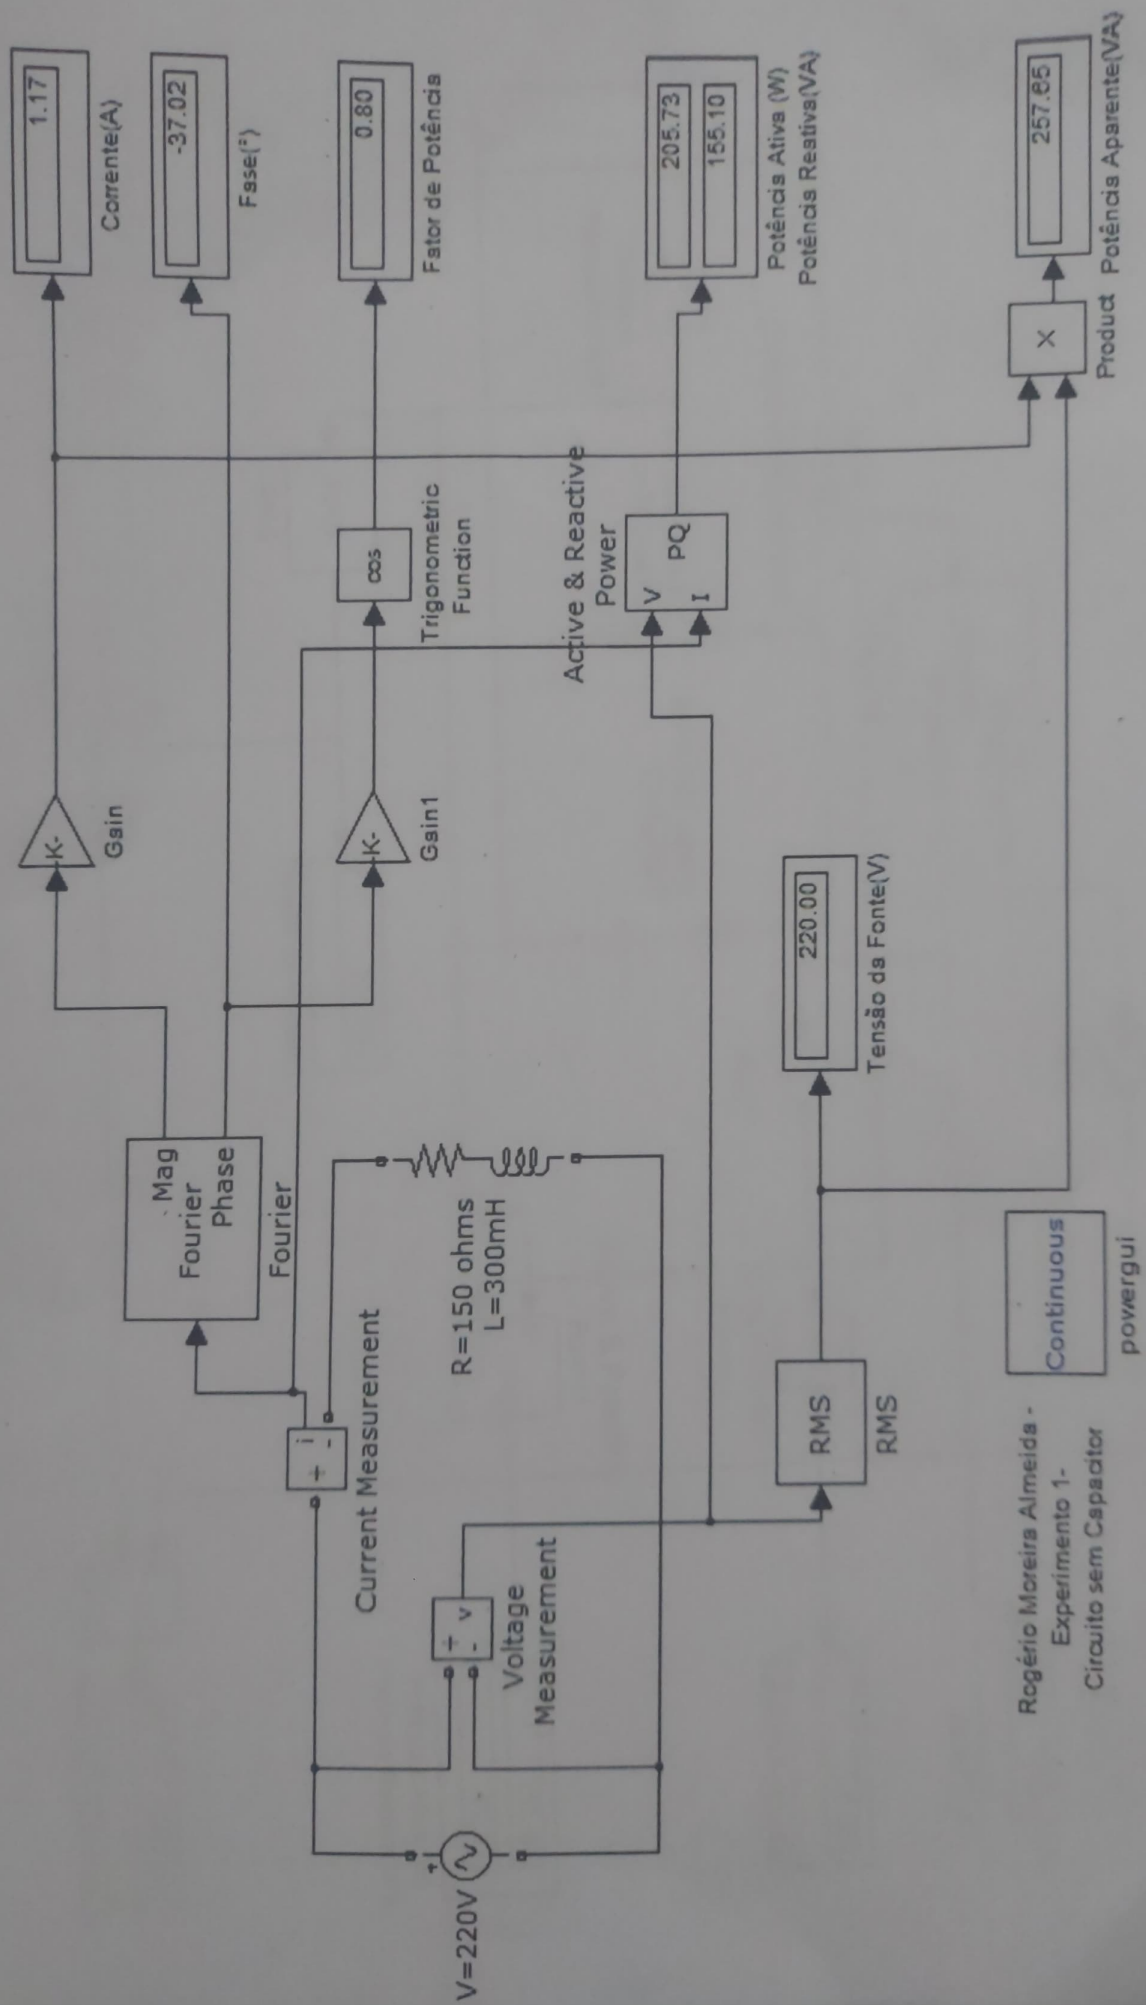 1.17
Corrente(A)
-37.02
Fase(°)
0.80
Fator de Potência
205.73
155.10
Potência Ativa (W)
Potência Reativa(VA)
257.65
Potência Aparente(VA)
X
Product
-K-
Gain
-K-
Gain1
cos
Trigonometric
Function
Active & Reactive
Power
V
I
PQ
Mag
Fourier
Phase
Fourier
+
-
i
Current Measurement
R=150 ohms
L=300mH
220.00
Tensão da Fonte(V)
RMS
RMS
+
-
v
Voltage
Measurement
+
V=220V
Continuous
powergui
Rogério Moreira Almeida -
Experimento 1-
Circuito sem Capacitor